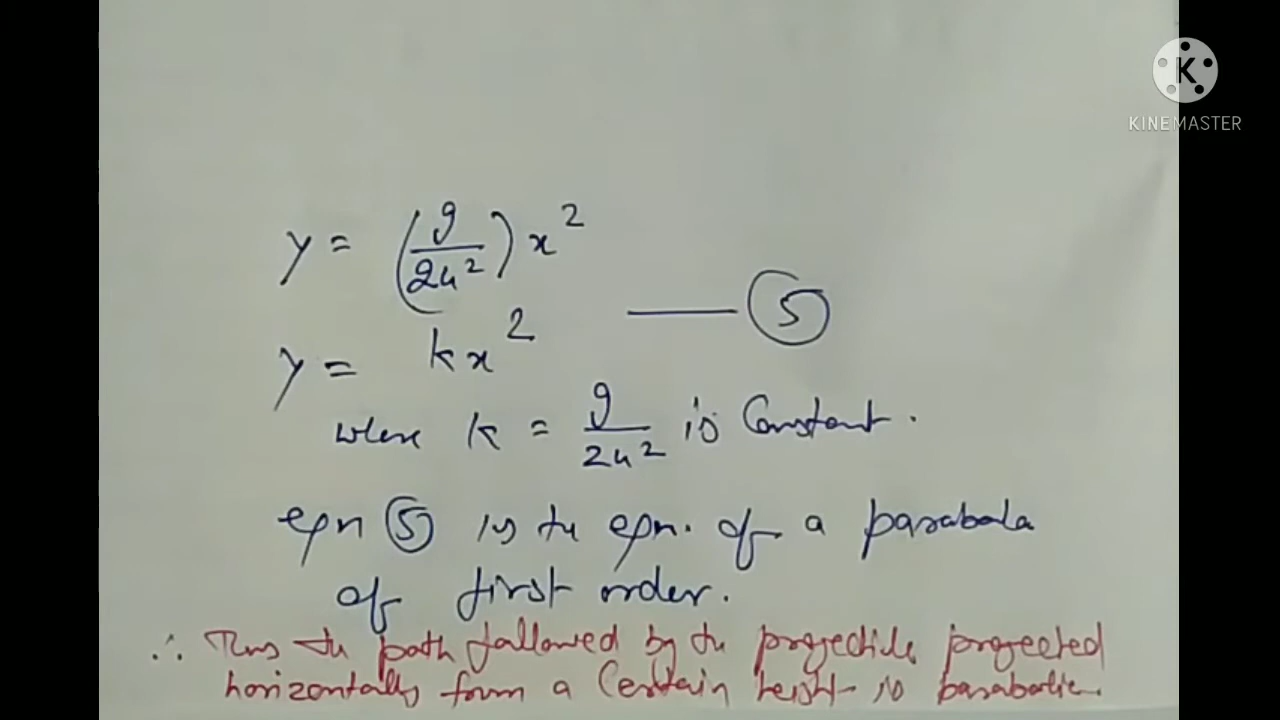 K
KINEMASTER
y = (g/2u²) x²
— 5
y = kx²
where k = g/2u² is Constant.
eqn 5 is the eqn. of a parabola
of first order.
∴ Thus the path followed by the projectile projected
horizontally form a Certain height is parabolic.